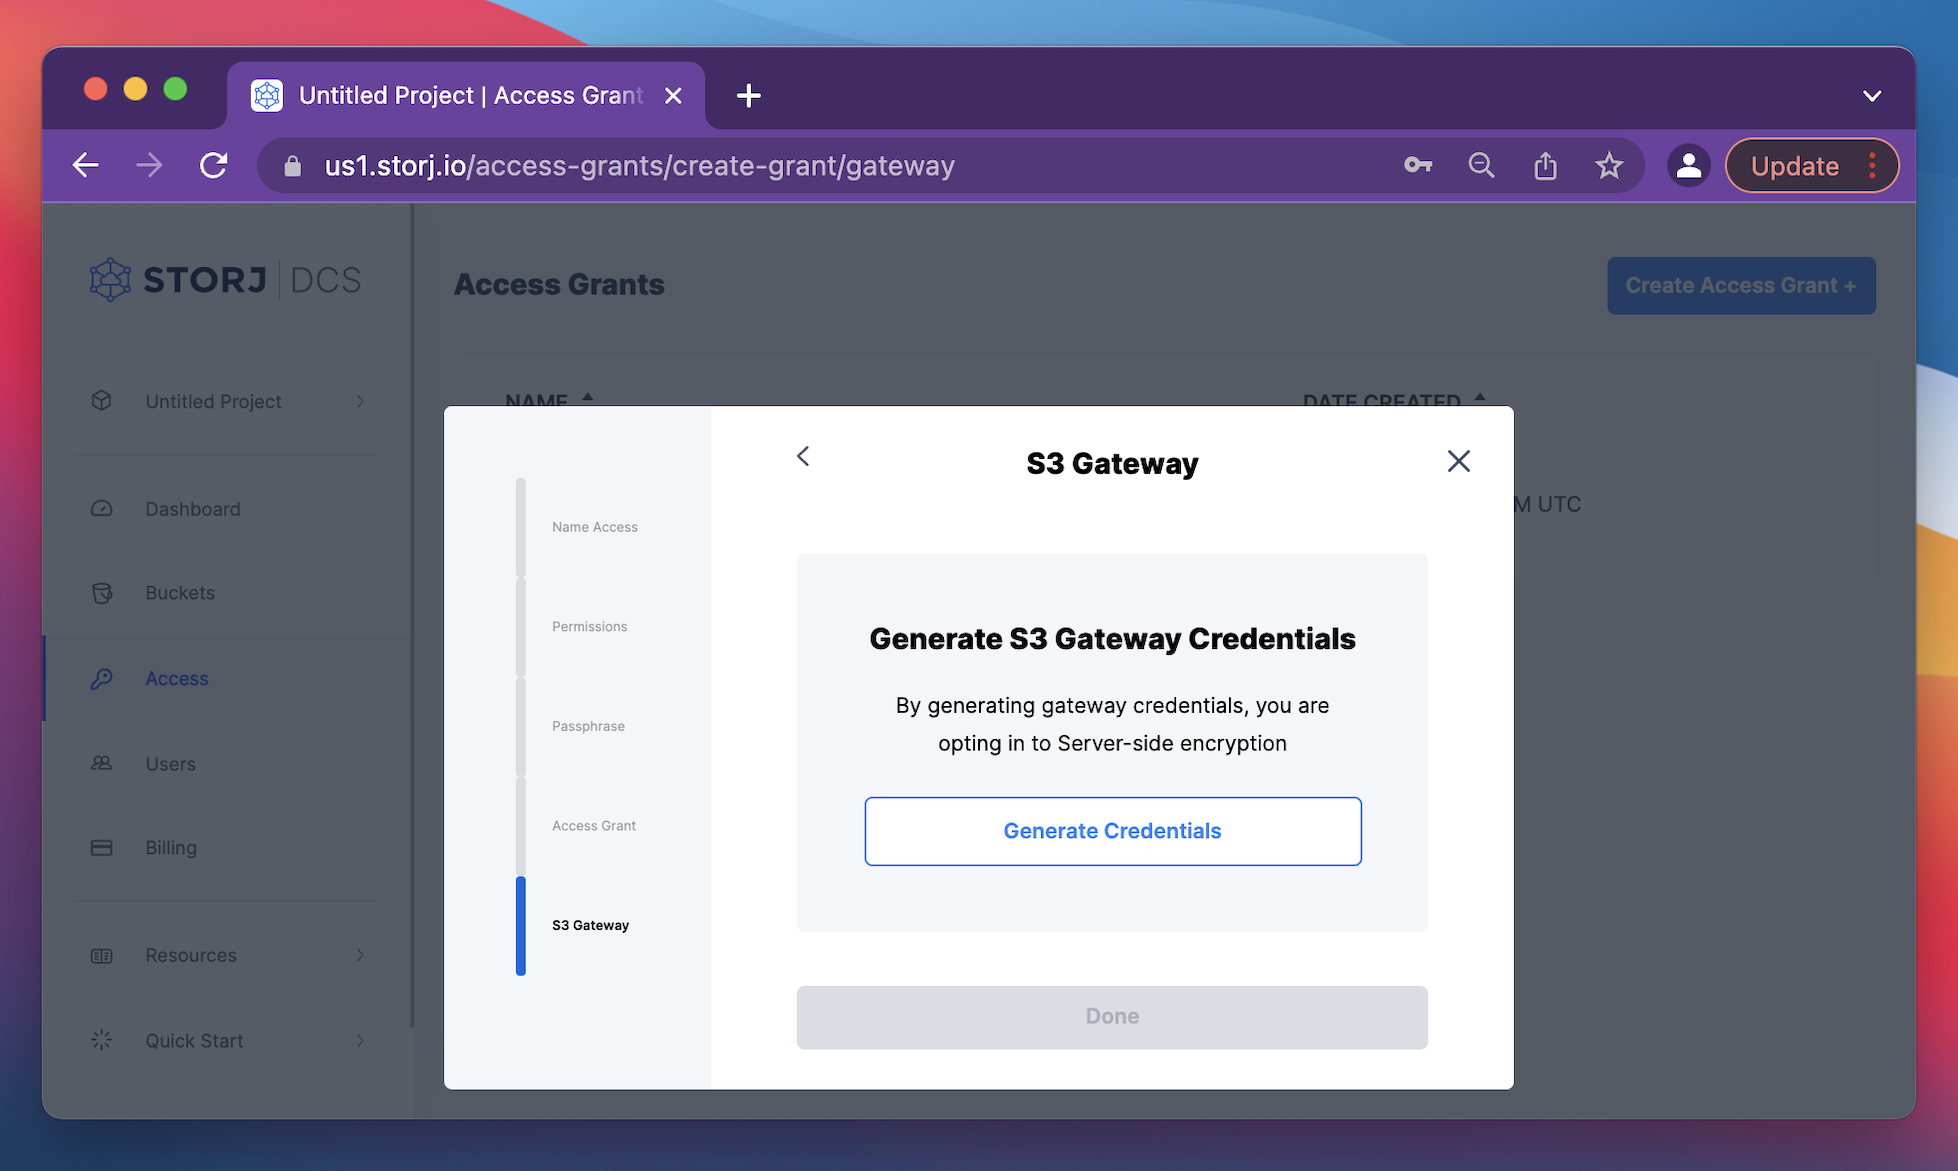 Untitled Project | Access Grant
us1.storj.io/access-grants/create-grant/gateway
Update
STORJ DCS
Access Grants
Create Access Grant +
Untitled Project
NAME
DATE CREATED
S3 Gateway
Name Access
M UTC
Dashboard
Buckets
Permissions
Generate S3 Gateway Credentials
Access
By generating gateway credentials, you are
opting in to Server-side encryption
Passphrase
Users
Generate Credentials
Access Grant
Billing
S3 Gateway
Resources
Done
Quick Start